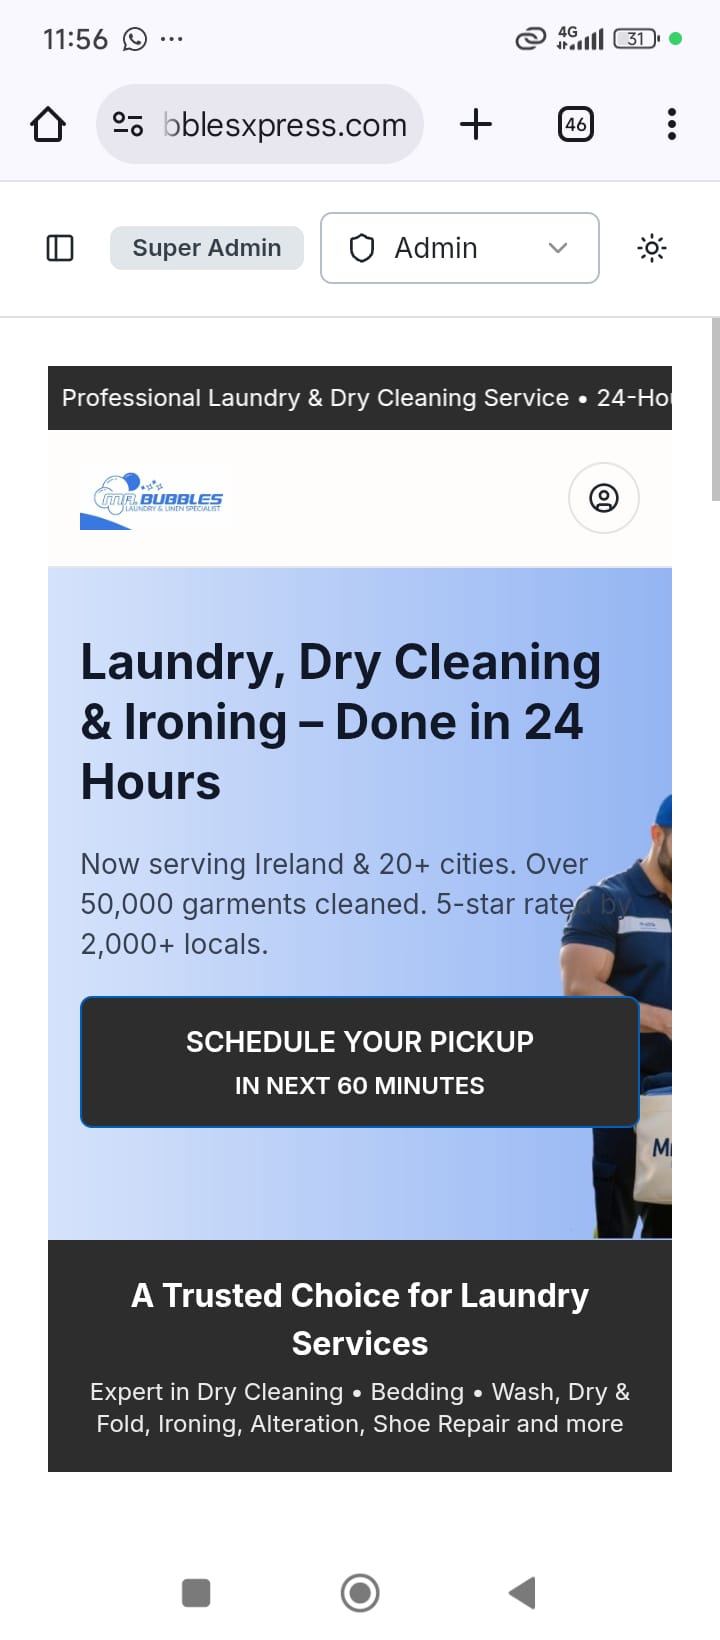 11:56
4G
31
bblesxpress.com
46
Super Admin
Admin
Professional Laundry & Dry Cleaning Service • 24-Ho
MR. BUBBLES
LAUNDRY & LINEN SPECIALIST
Laundry, Dry Cleaning
& Ironing – Done in 24
Hours
Now serving Ireland & 20+ cities. Over
50,000 garments cleaned. 5-star rated by
2,000+ locals.
SCHEDULE YOUR PICKUP
IN NEXT 60 MINUTES
M
A Trusted Choice for Laundry
Services
Expert in Dry Cleaning • Bedding • Wash, Dry &
Fold, Ironing, Alteration, Shoe Repair and more